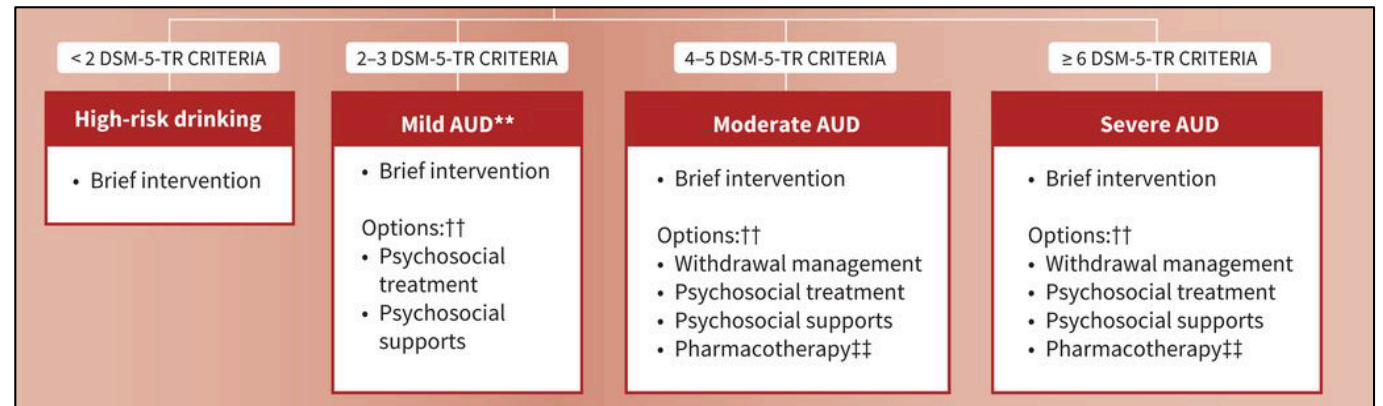 < 2 DSM-5-TR CRITERIA
High-risk drinking
• Brief intervention
2–3 DSM-5-TR CRITERIA
Mild AUD**
• Brief intervention
Options:††
• Psychosocial
treatment
• Psychosocial
supports
4–5 DSM-5-TR CRITERIA
Moderate AUD
• Brief intervention
Options:††
• Withdrawal management
• Psychosocial treatment
• Psychosocial supports
• Pharmacotherapy‡‡
≥ 6 DSM-5-TR CRITERIA
Severe AUD
• Brief intervention
Options:††
• Withdrawal management
• Psychosocial treatment
• Psychosocial supports
• Pharmacotherapy‡‡